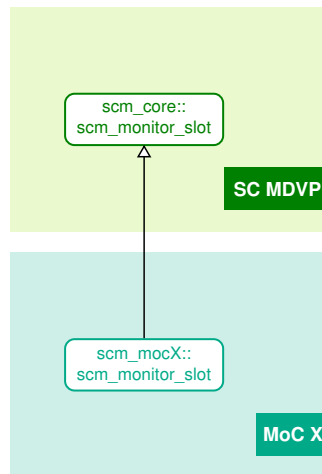 scm_core::
scm_monitor_slot
SC MDVP
scm_mocX::
scm_monitor_slot
MoC X